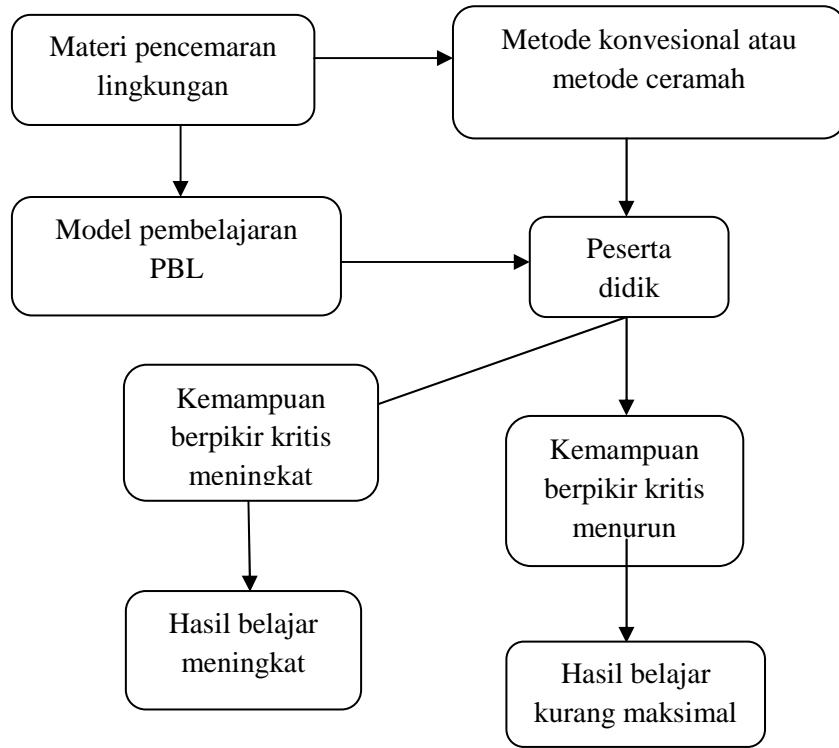 Materi pencemaran
lingkungan
Metode konvesional atau
metode ceramah
Model pembelajaran
PBL
Peserta
didik
Kemampuan
berpikir kritis
meningkat
Kemampuan
berpikir kritis
menurun
Hasil belajar
meningkat
Hasil belajar
kurang maksimal